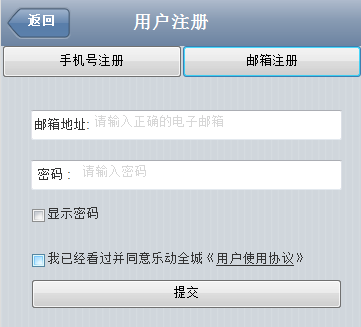 返回 用户注册
手机号注册 邮箱注册
邮箱地址: 请输入正确的电子邮箱
密码： 请输入密码
显示密码
我已经看过并同意乐动全城《用户使用协议》
提交